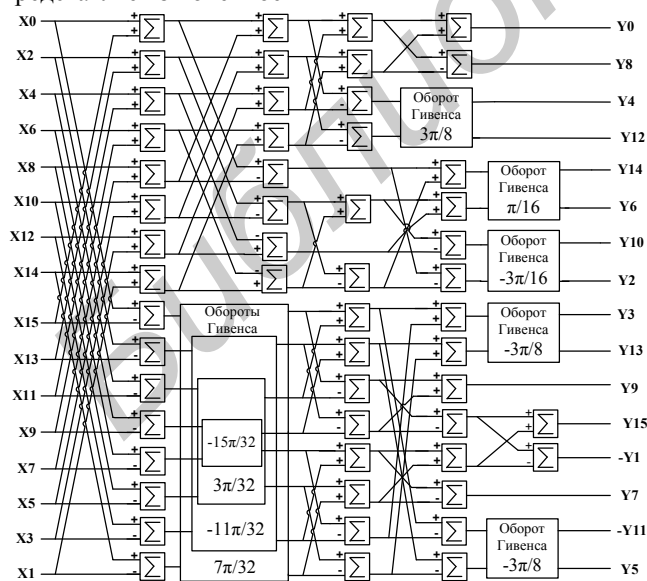 X0
X2
X4
X6
X8
X10
X12
X14
X15
X13
X11
X9
X7
X5
X3
X1
Оборот
Гивенса
3π/8
Оборот
Гивенса
π/16
Оборот
Гивенса
-3π/16
Обороты
Гивенса
-15π/32
3π/32
-11π/32
7π/32
Оборот
Гивенса
-3π/8
Оборот
Гивенса
-3π/8
Y0
Y8
Y4
Y12
Y14
Y6
Y10
Y2
Y3
Y13
Y9
Y15
-Y1
Y7
-Y11
Y5